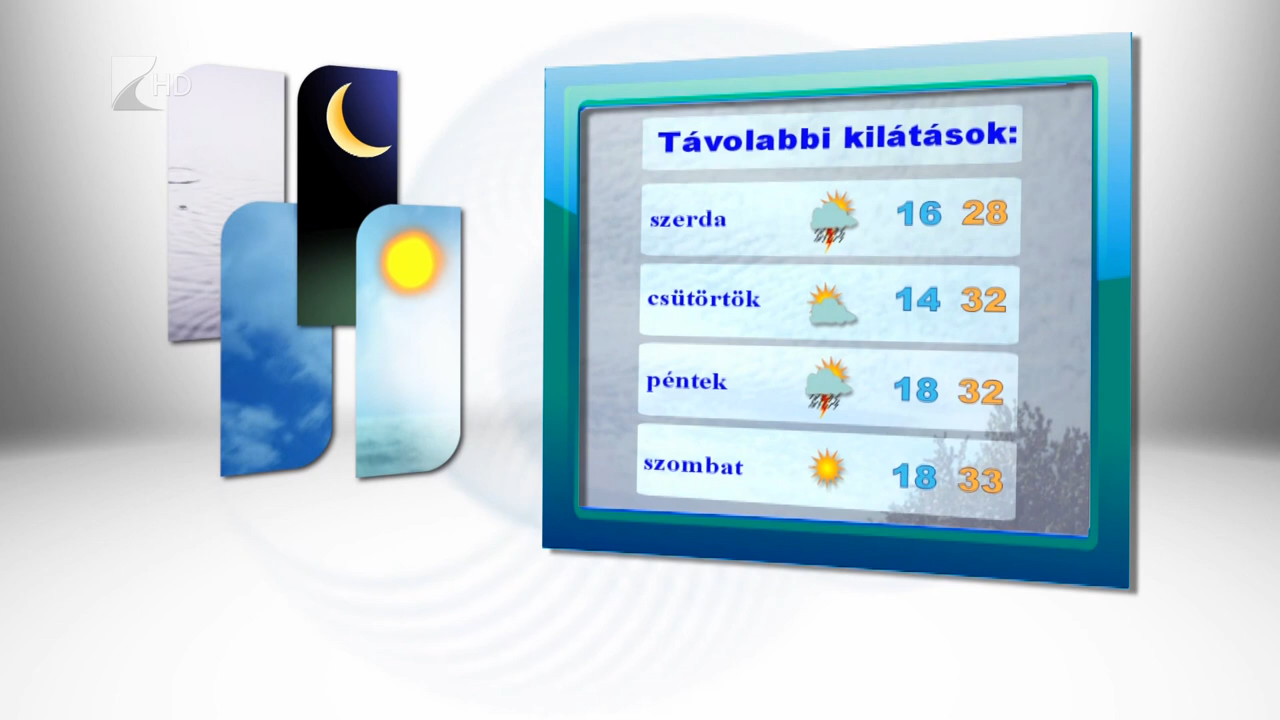 HD
Távolabbi kilátások:
szerda 16 28
csütörtök 14 32
péntek 18 32
szombat 18 33